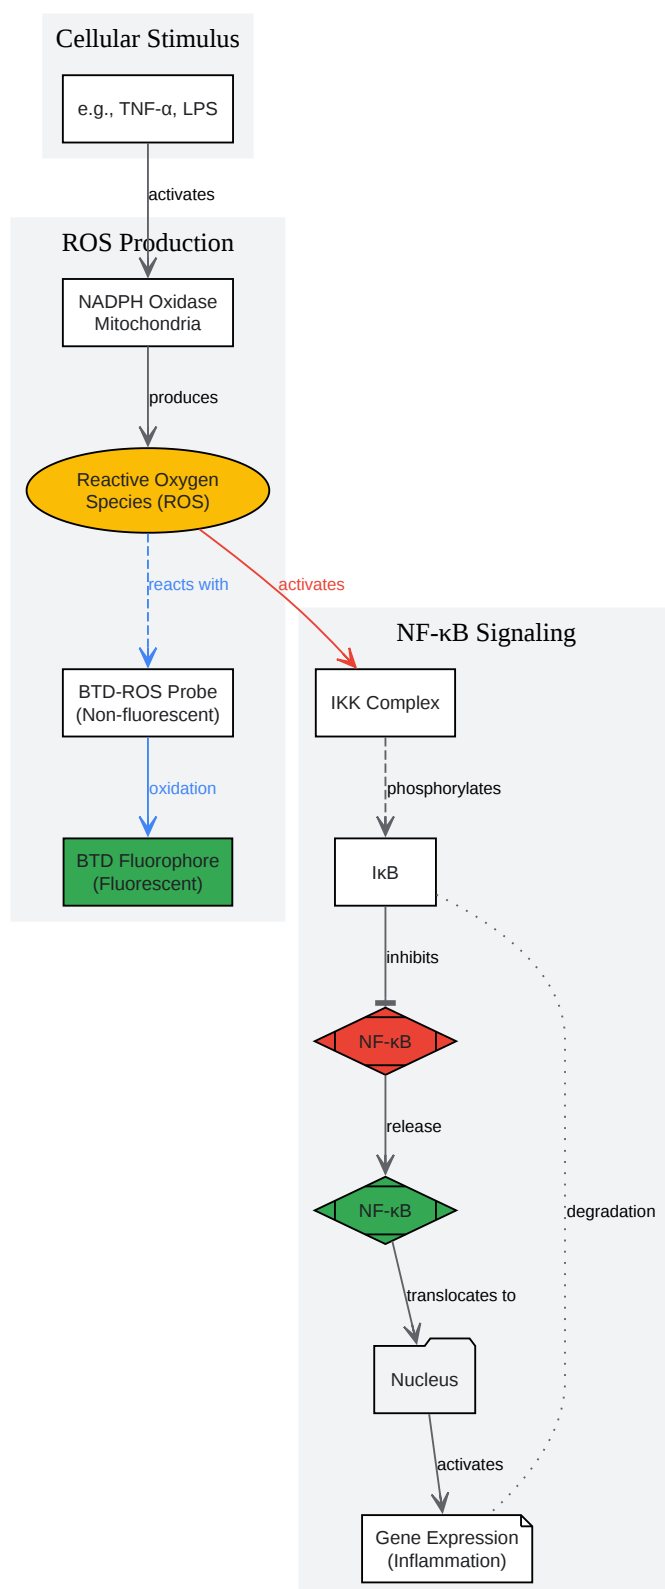 Cellular Stimulus
e.g., TNF-α, LPS
activates
ROS Production
NADPH Oxidase
Mitochondria
produces
Reactive Oxygen
Species (ROS)
reacts with
activates
NF-κB Signaling
BTD-ROS Probe
(Non-fluorescent)
IKK Complex
oxidation
phosphorylates
BTD Fluorophore
(Fluorescent)
IκB
inhibits
NF-κB
release
NF-κB
degradation
translocates to
Nucleus
activates
Gene Expression
(Inflammation)